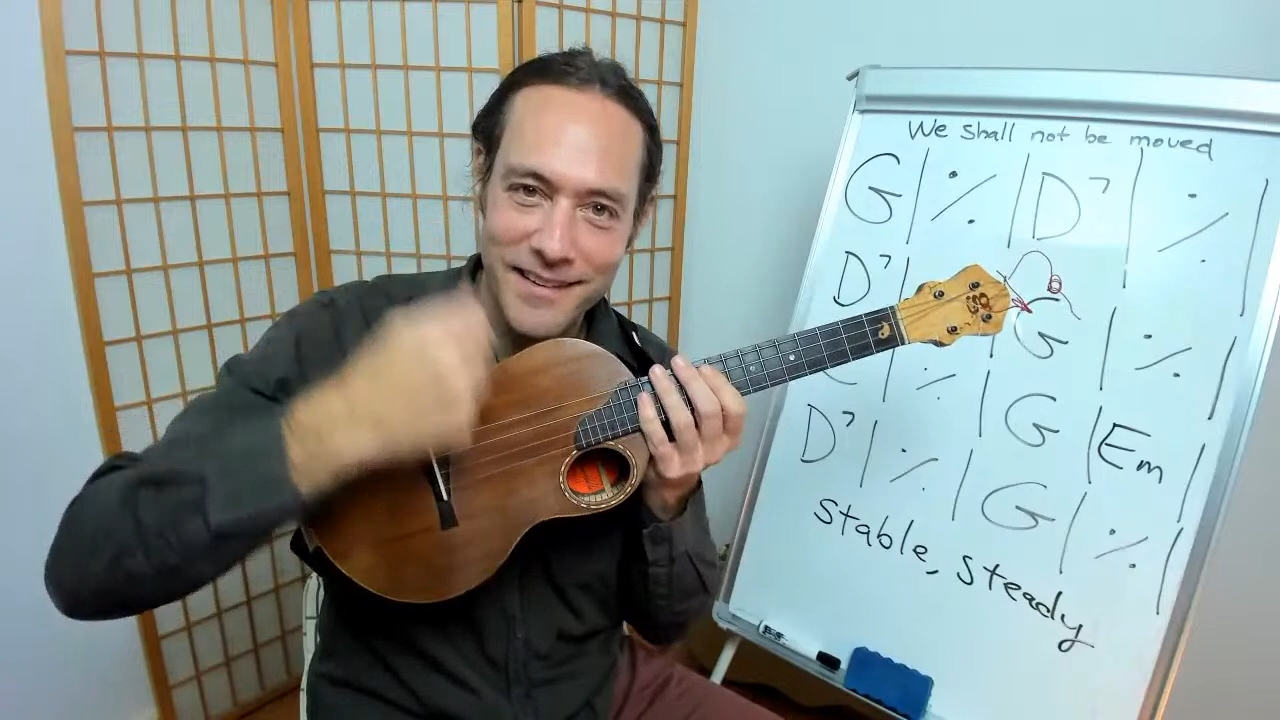 We shall not be moved
G | % | D7 | % |
D7 | G | % |
C | % | G | Em |
D7 | % | G | % |
stable, steady